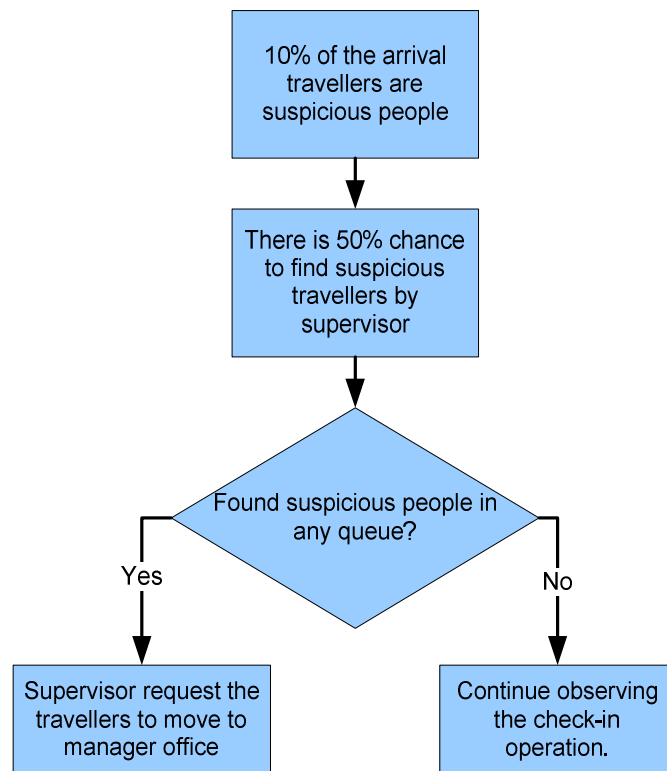 10% of the arrival
travellers are
suspicious people
There is 50% chance
to find suspicious
travellers by
supervisor
Found suspicious people in
any queue?
Yes
No
Supervisor request the
travellers to move to
manager office
Continue observing
the check-in
operation.